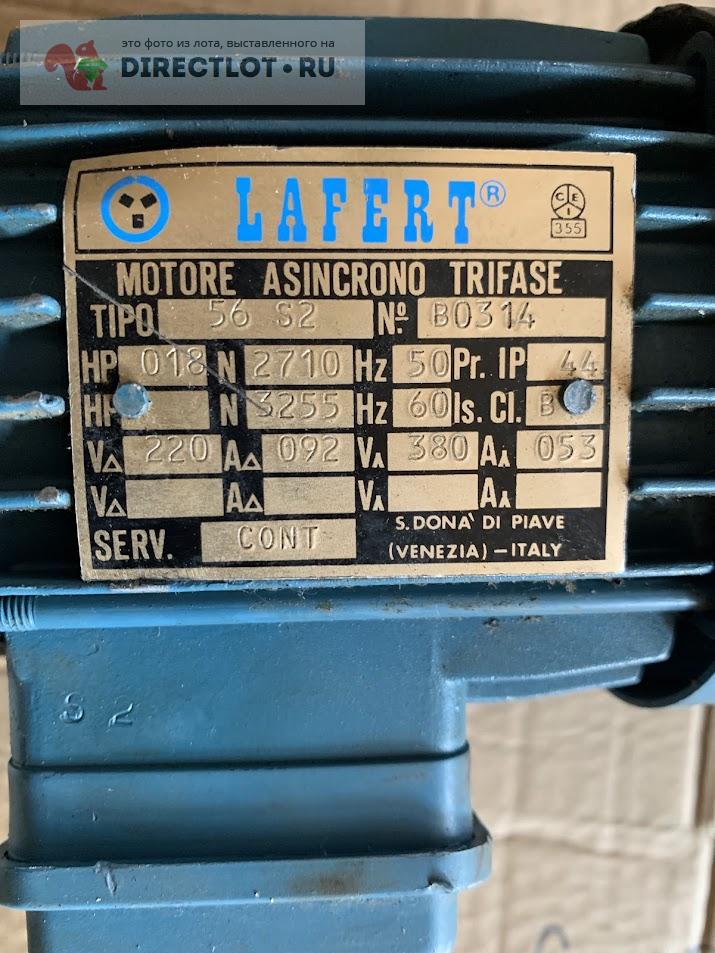 это фото из лота, выставленного на
DIRECTLOT•RU
LAFERT®
CEI
355
MOTORE ASINCRONO TRIFASE
TIPO 56 S2 Nº. B0314
HP 018 N 2710 Hz 50 Pr. IP 44
HP N 3255 Hz 60 Is. Cl. B
V∆ 220 A∆ 092 V⅄ 380 A⅄ 053
V∆ A∆ V⅄ A⅄
SERV. CONT S.DONA' DI PIAVE
(VENEZIA)–ITALY
S 2